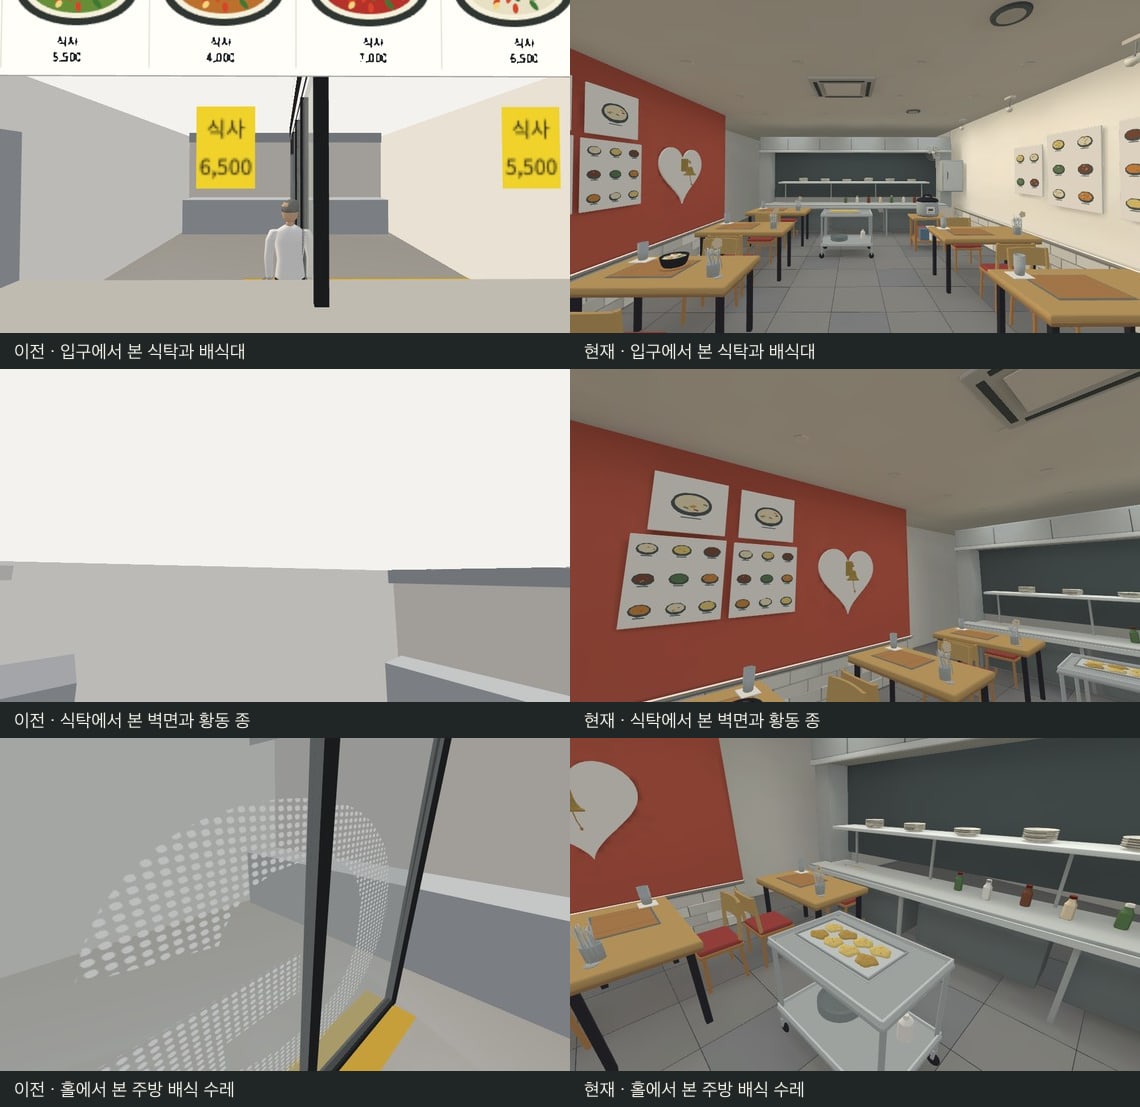 식사
5,500
식사
4,000
식사
7,000
식사
6,500
식사
6,500
식사
5,500
이전 · 입구에서 본 식탁과 배식대
현재 · 입구에서 본 식탁과 배식대
이전 · 식탁에서 본 벽면과 황동 종
현재 · 식탁에서 본 벽면과 황동 종
이전 · 홀에서 본 주방 배식 수레
현재 · 홀에서 본 주방 배식 수레